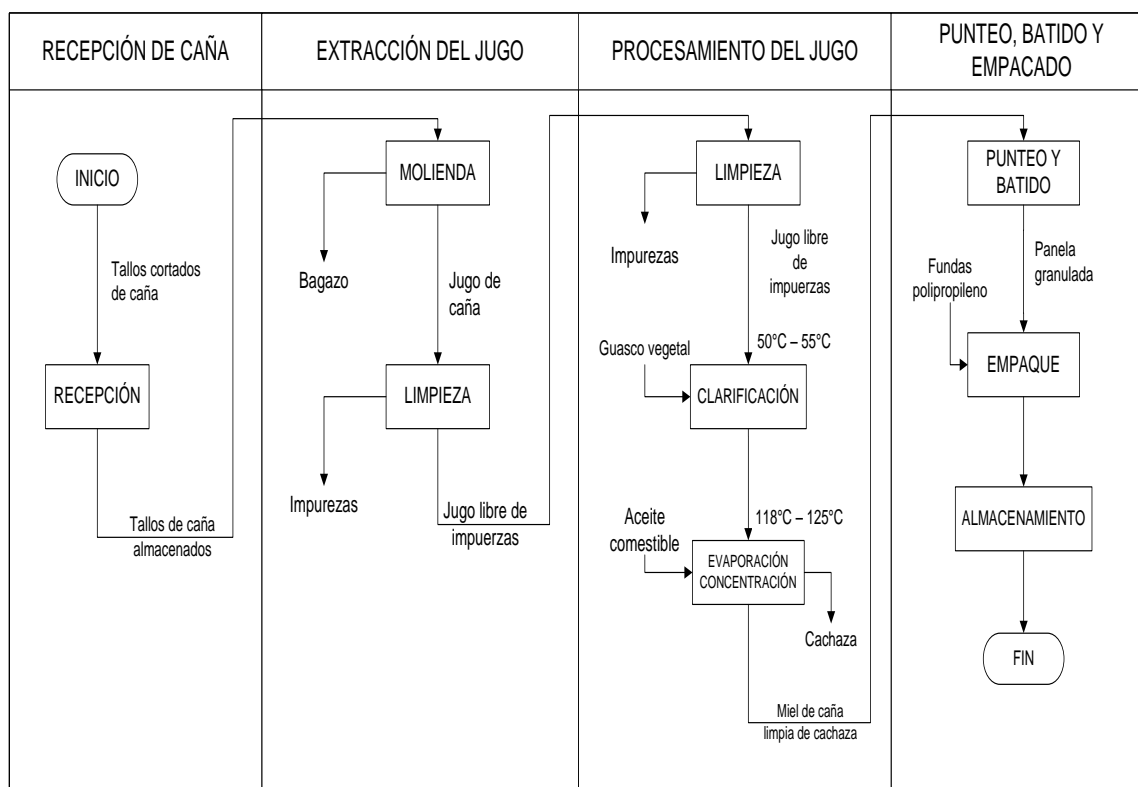 RECEPCIÓN DE CAÑA
INICIO
Tallos cortados
de caña
RECEPCIÓN
Tallos de caña
almacenados
EXTRACCIÓN DEL JUGO
MOLIENDA
Bagazo
Jugo de
caña
LIMPIEZA
Impurezas
Jugo libre de
impuerzas
PROCESAMIENTO DEL JUGO
LIMPIEZA
Impurezas
Jugo libre
de
impuerzas
50°C – 55°C
Guasco vegetal
CLARIFICACIÓN
118°C – 125°C
Aceite
comestible
EVAPORACIÓN
CONCENTRACIÓN
Cachaza
Miel de caña
limpia de cachaza
PUNTEO, BATIDO Y
EMPACADO
PUNTEO Y
BATIDO
Panela
granulada
Fundas
polipropileno
EMPAQUE
ALMACENAMIENTO
FIN